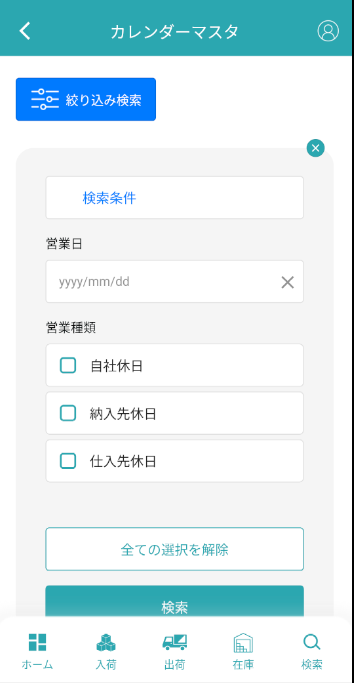 カレンダーマスタ
絞り込み検索
検索条件
営業日
yyyy/mm/dd
営業種類
自社休日
納入先休日
仕入先休日
全ての選択を解除
検索
ホーム 入荷 出荷 在庫 検索